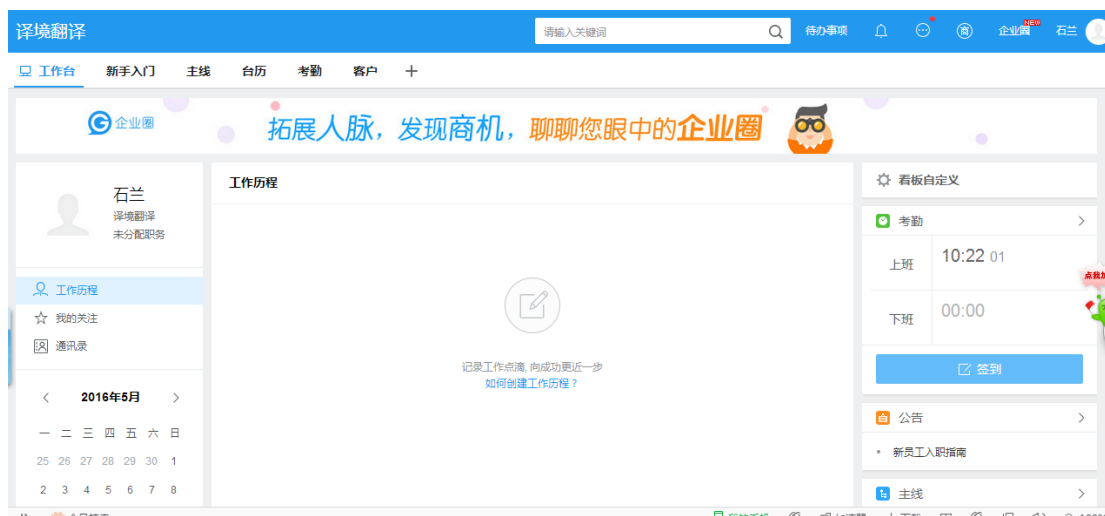 译境翻译
请输入关键词
待办事项
商
企业圈
NEW
石兰
工作台 新手入门 主线 台历 考勤 客户
企业圈
拓展人脉，发现商机，聊聊您眼中的企业圈
石兰
译境翻译
未分配职务
工作历程
我的关注
通讯录
2016年5月
一 二 三 四 五 六 日
25 26 27 28 29 30 1
2 3 4 5 6 7 8
工作历程
记录工作点滴, 向成功更近一步
如何创建工作历程？
看板自定义
考勤
上班 10:22 01
下班 00:00
签到
公告
新员工入职指南
主线
点我加